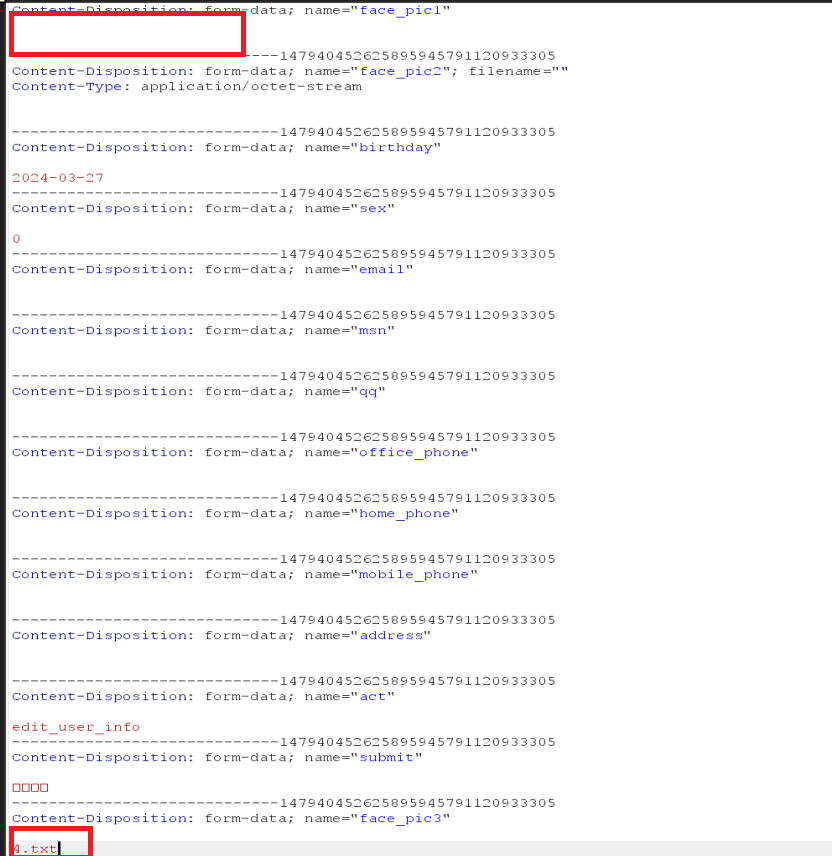 Content-Disposition: form-data; name="face_pic1"
----147940452625895945791120933305
Content-Disposition: form-data; name="face_pic2"; filename=""
Content-Type: application/octet-stream
-----------------------------147940452625895945791120933305
Content-Disposition: form-data; name="birthday"
2024-03-27
-----------------------------147940452625895945791120933305
Content-Disposition: form-data; name="sex"
0
-----------------------------147940452625895945791120933305
Content-Disposition: form-data; name="email"
-----------------------------147940452625895945791120933305
Content-Disposition: form-data; name="msn"
-----------------------------147940452625895945791120933305
Content-Disposition: form-data; name="qq"
-----------------------------147940452625895945791120933305
Content-Disposition: form-data; name="office_phone"
-----------------------------147940452625895945791120933305
Content-Disposition: form-data; name="home_phone"
-----------------------------147940452625895945791120933305
Content-Disposition: form-data; name="mobile_phone"
-----------------------------147940452625895945791120933305
Content-Disposition: form-data; name="address"
-----------------------------147940452625895945791120933305
Content-Disposition: form-data; name="act"
edit_user_info
-----------------------------147940452625895945791120933305
Content-Disposition: form-data; name="submit"
□□□□
-----------------------------147940452625895945791120933305
Content-Disposition: form-data; name="face_pic3"
4.txt